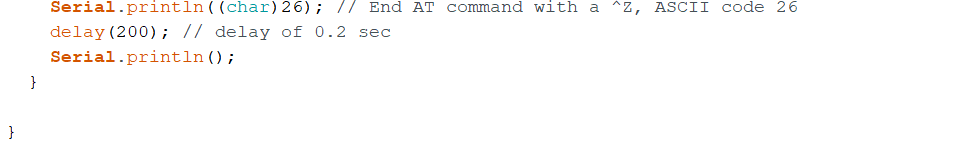 Serial.println((char)26); // End AT command with a ^Z, ASCII code 26
delay(200); // delay of 0.2 sec
Serial.println();
}
}